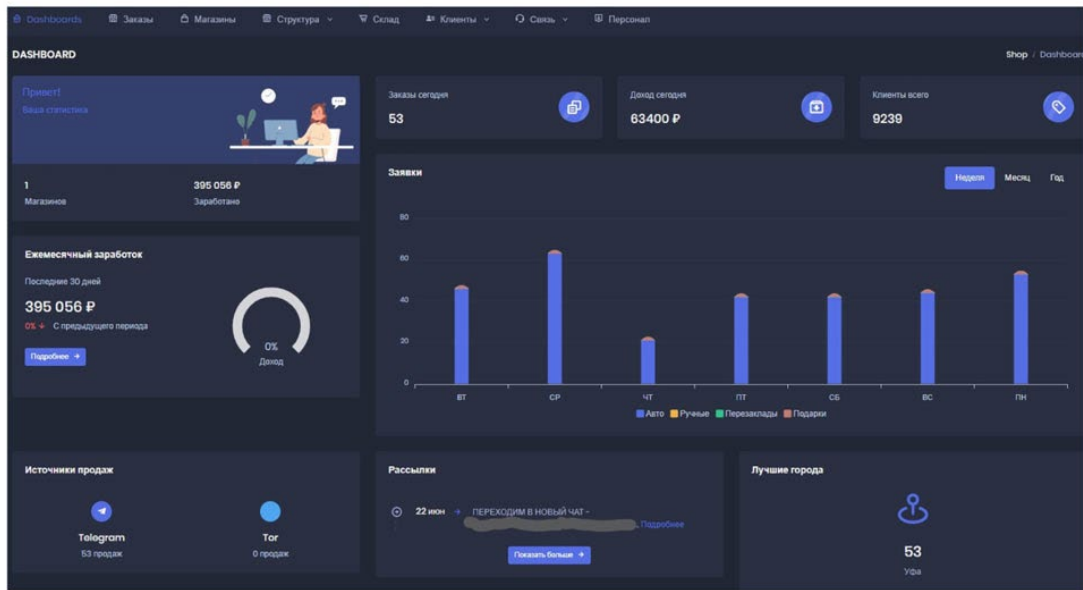 Dashboards Заказы Магазины Структура Склад Клиенты Связь Персонал
DASHBOARD
Shop / Dashboar
Привет!
Ваша статистика
1
Магазинов
395 056 ₽
Заработано
Заказы сегодня
53
Доход сегодня
63400 ₽
Клиенты всего
9239
Ежемесячный заработок
Последние 30 дней
395 056 ₽
0% С предыдущего периода
Подробнее →
0%
Доход
Заявки
Неделя Месяц Год
80
60
40
20
0
ВТ СР ЧТ ПТ СБ ВС ПН
Авто Ручные Перезаклады Подарки
Источники продаж
Telegram
53 продаж
Tor
0 продаж
Рассылки
22 июн → ПЕРЕХОДИМ В НОВЫЙ ЧАТ -
Подробнее
Показать больше →
Лучшие города
53
Уфа